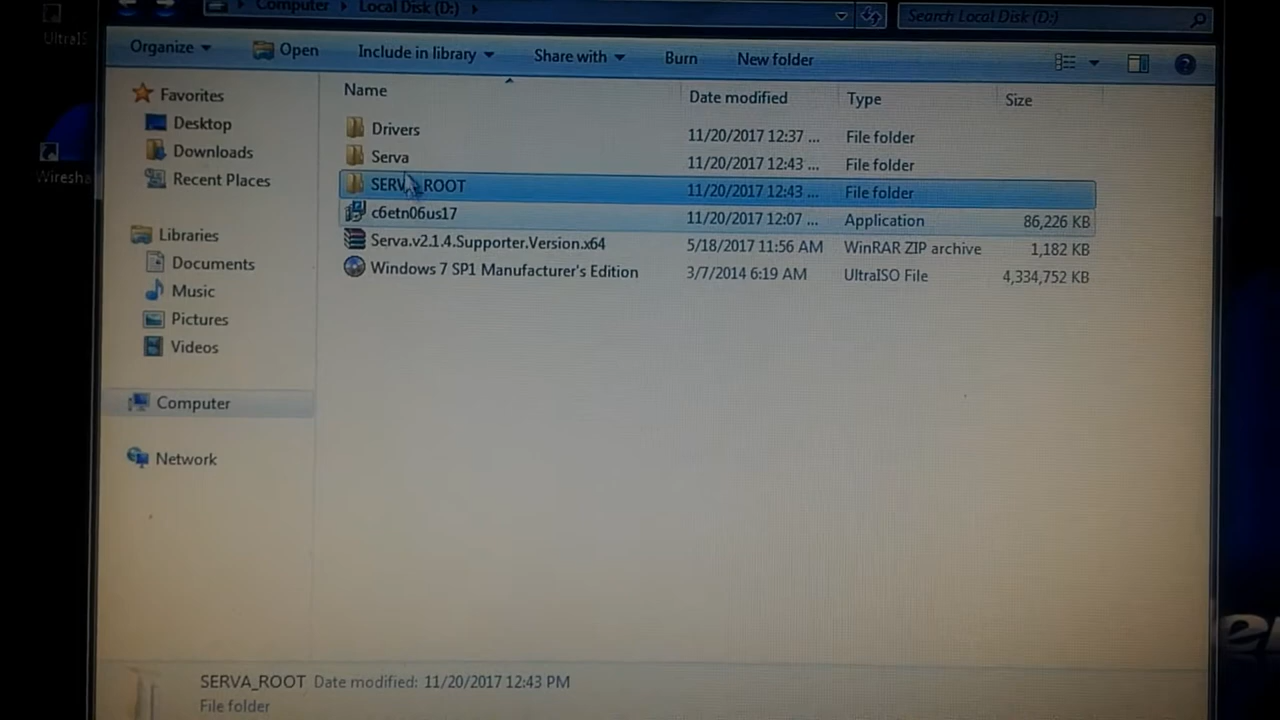 Computer Local Disk (D:) Search Local Disk (D:)
UltraIS
Organize Open Include in library Share with Burn New folder
Name Date modified Type Size
Favorites
Desktop
Downloads
Recent Places
Libraries
Documents
Music
Pictures
Videos
Computer
Network
Wiresha
Drivers 11/20/2017 12:37 ... File folder
Serva 11/20/2017 12:43 ... File folder
SERVA_ROOT 11/20/2017 12:43 ... File folder
c6etn06us17 11/20/2017 12:07 ... Application 86,226 KB
Serva.v2.1.4.Supporter.Version.x64 5/18/2017 11:56 AM WinRAR ZIP archive 1,182 KB
Windows 7 SP1 Manufacturer's Edition 3/7/2014 6:19 AM UltraISO File 4,334,752 KB
SERVA_ROOT Date modified: 11/20/2017 12:43 PM
File folder